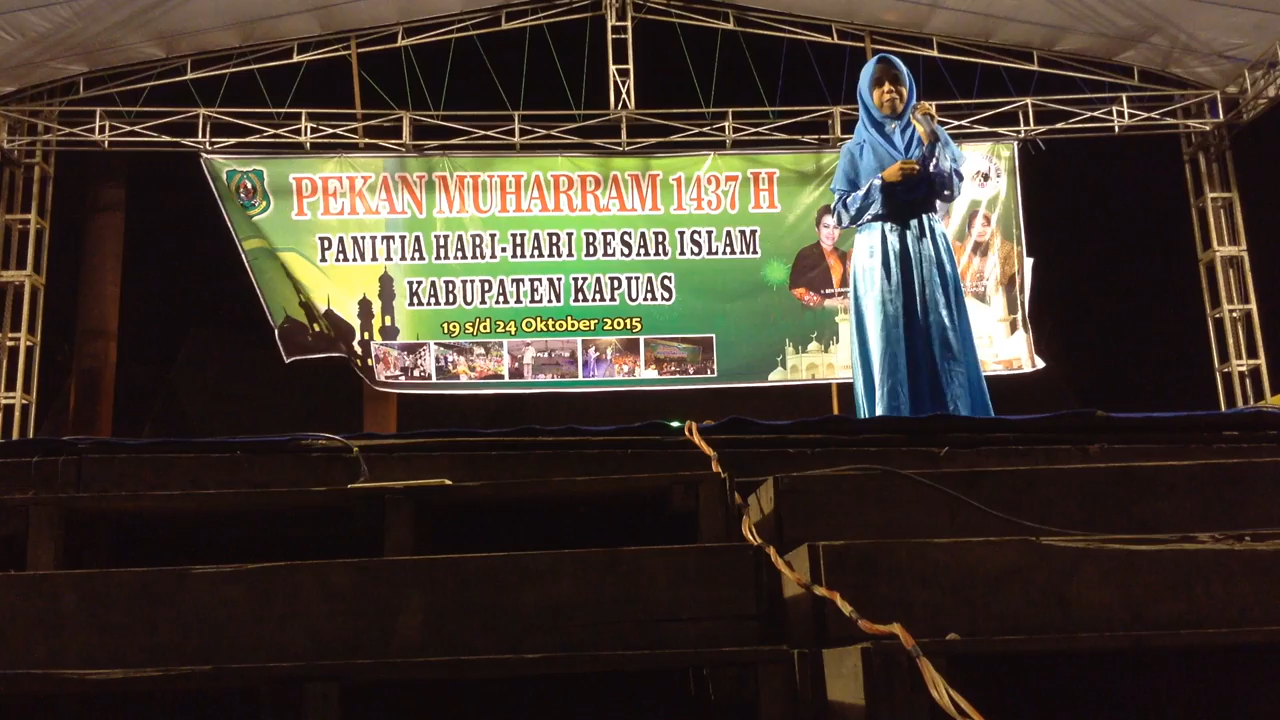 PEKAN MUHARRAM 1437 H
PANITIA HARI-HARI BESAR ISLAM
KABUPATEN KAPUAS
19 s/d 24 Oktober 2015